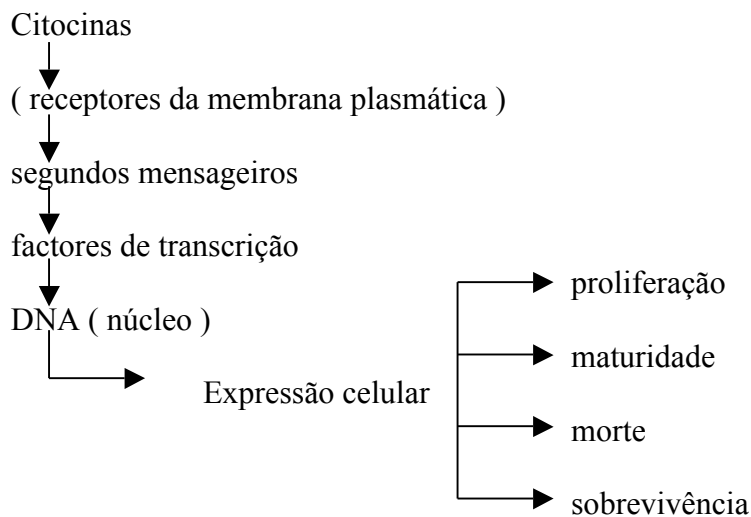 Citocinas
( receptores da membrana plasmática )
segundos mensageiros
factores de transcrição
DNA ( núcleo )
Expressão celular
proliferação
maturidade
morte
sobrevivência